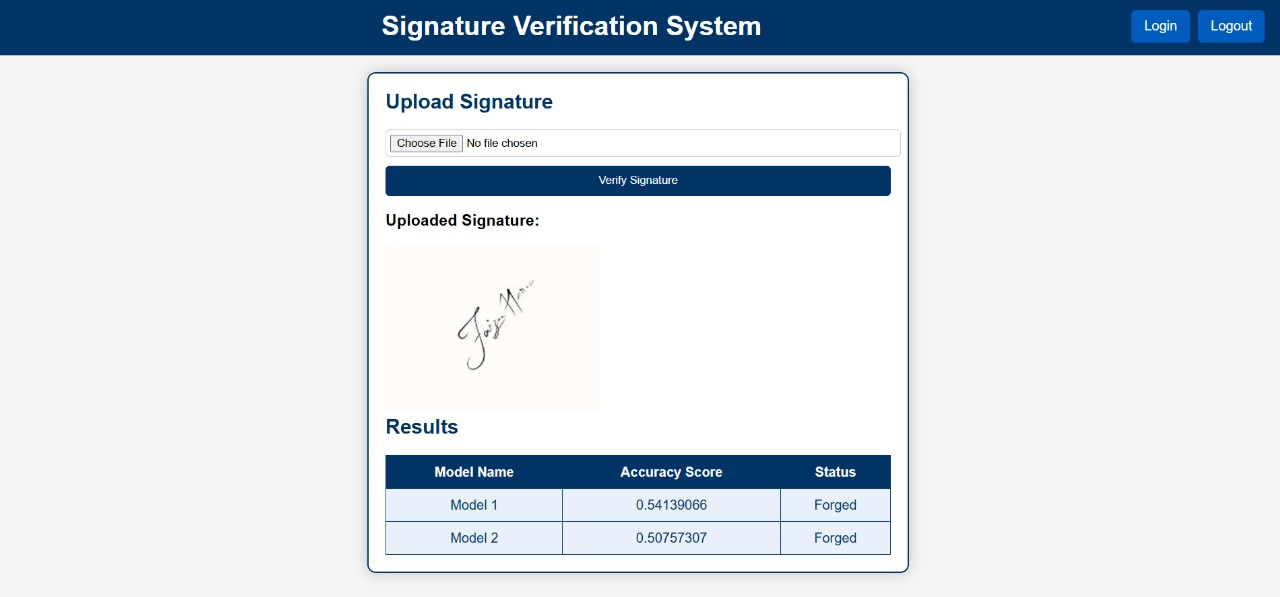 Signature Verification System
Login Logout
Upload Signature
Choose File No file chosen
Verify Signature
Uploaded Signature:
Results
Model Name Accuracy Score Status
Model 1 0.54139066 Forged
Model 2 0.50757307 Forged